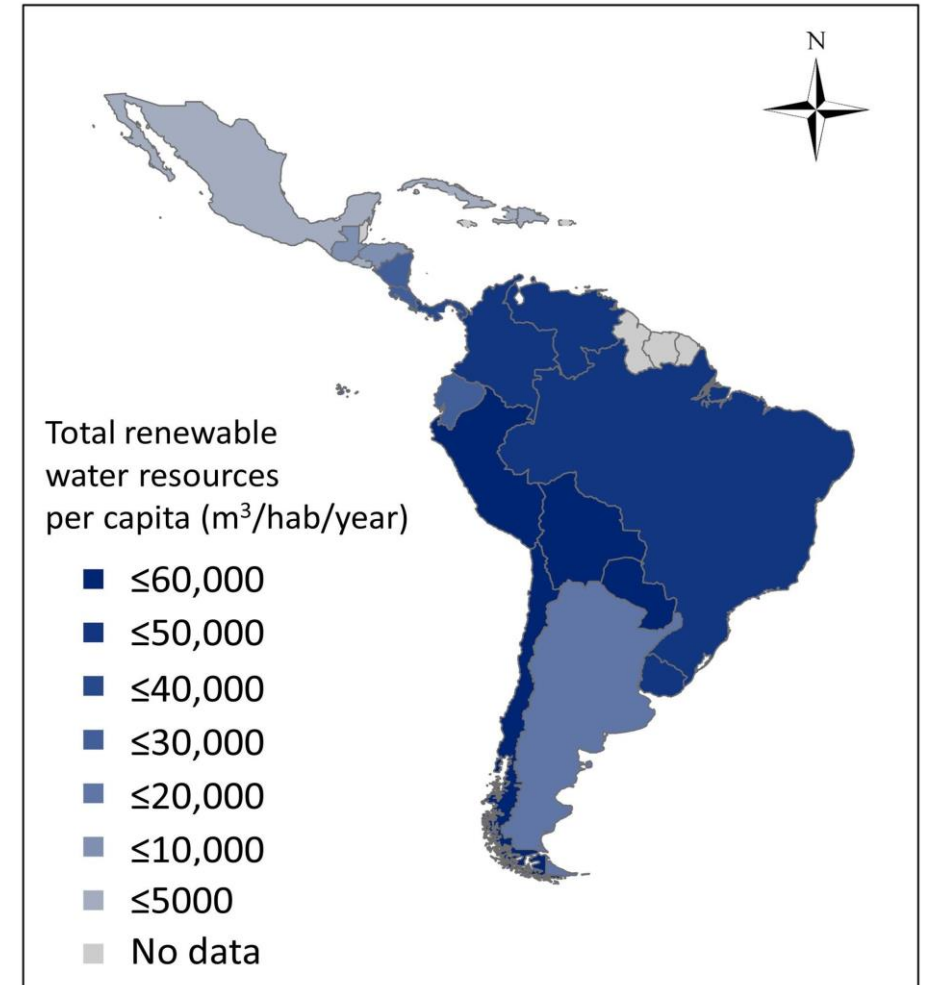 N
Total renewable
water resources
per capita (m³/hab/year)
≤60,000
≤50,000
≤40,000
≤30,000
≤20,000
≤10,000
≤5000
No data